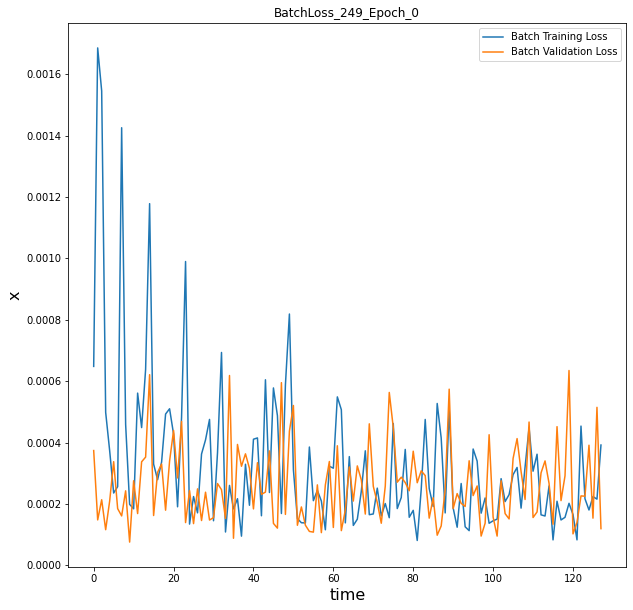 BatchLoss_249_Epoch_0
Batch Training Loss
Batch Validation Loss
0.0016
0.0014
0.0012
0.0010
0.0008
0.0006
0.0004
0.0002
0.0000
x
0 20 40 60 80 100 120
time